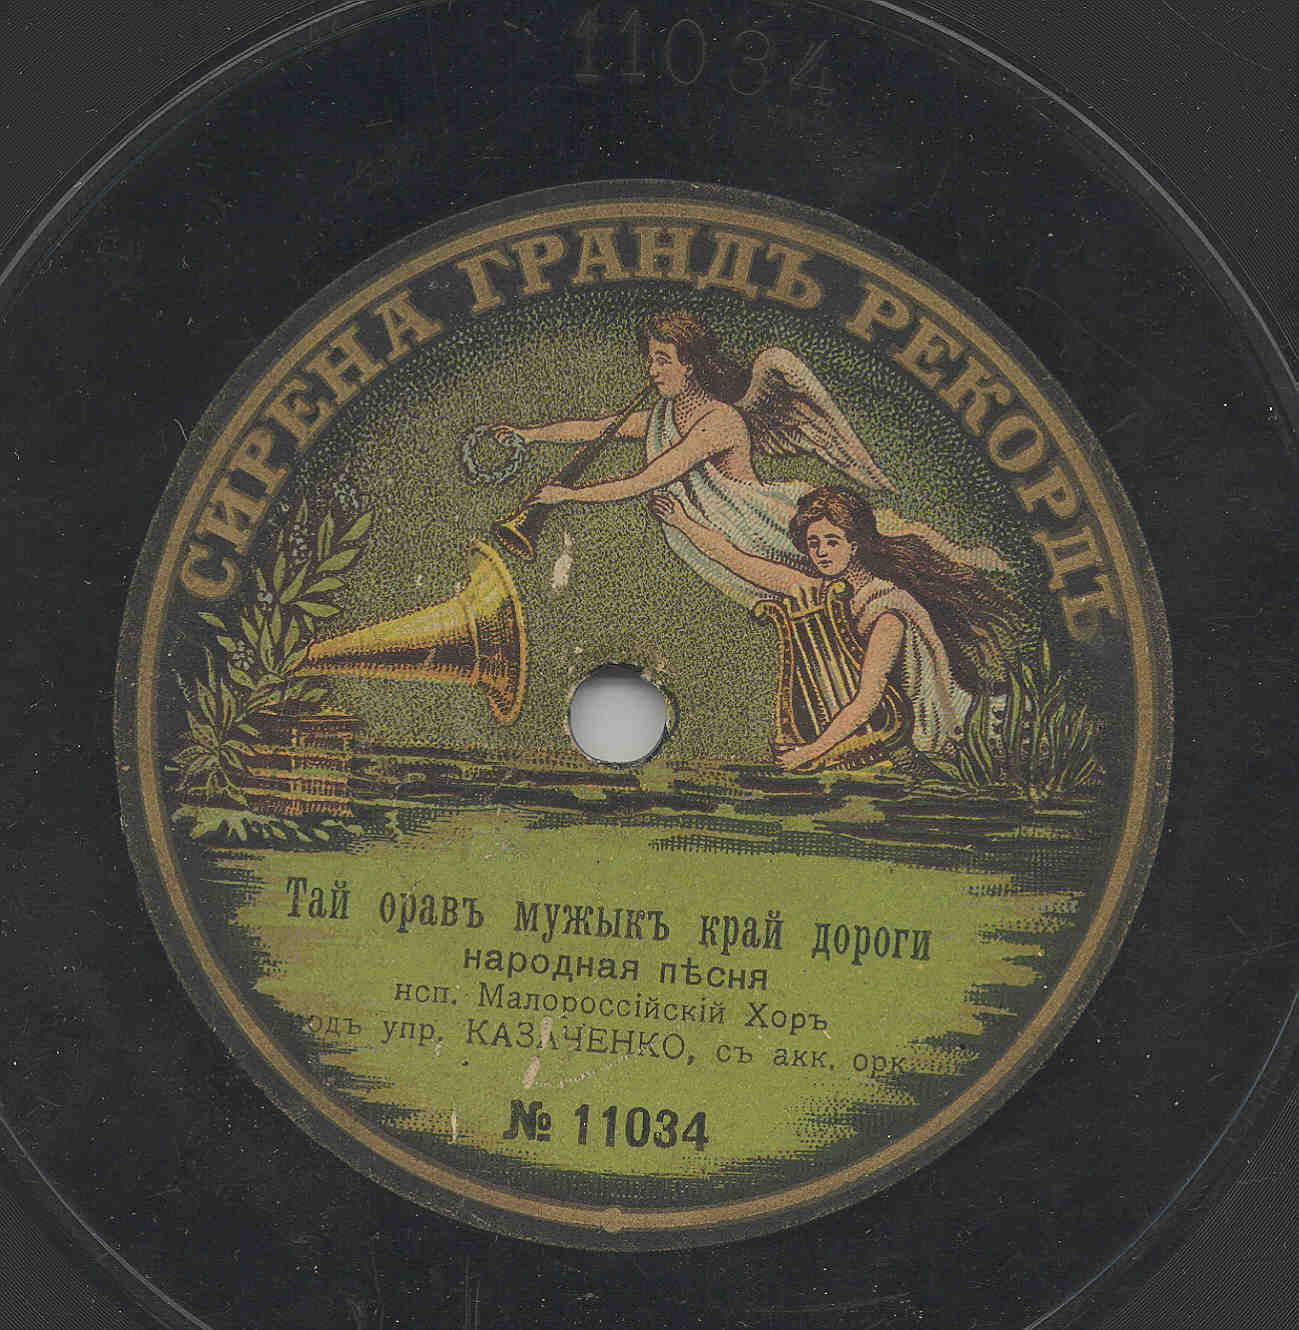 11034
СИРЕНА ГРАНДЪ РЕКОРДЪ
Тай оравъ мужыкъ край дороги
народная пѣсня
нсп. Малороссійскій Хоръ
подъ упр. КАЗАЧЕНКО, съ акк. орк.
№ 11034